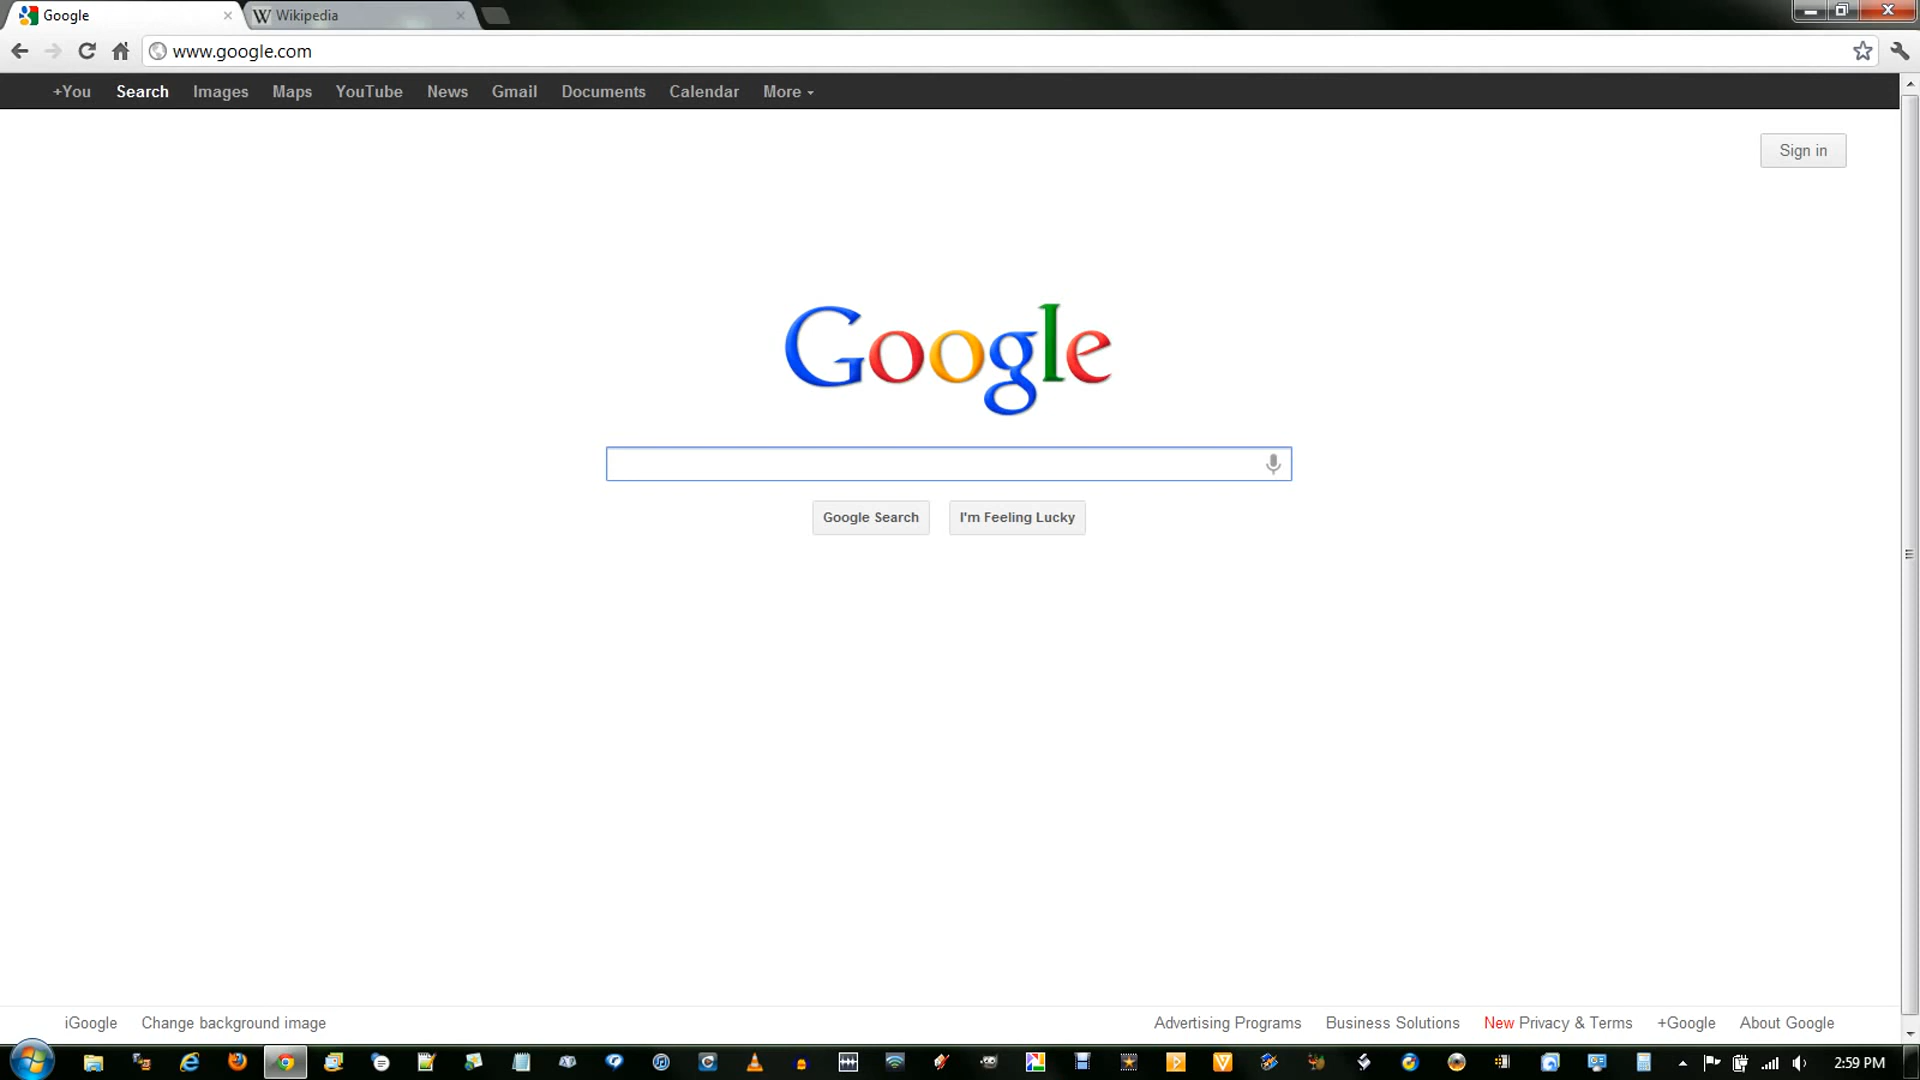 Google
Wikipedia
www.google.com
+You Search Images Maps YouTube News Gmail Documents Calendar More
Sign in
Google
Google Search I'm Feeling Lucky
iGoogle Change background image Advertising Programs Business Solutions New Privacy & Terms +Google About Google
2:59 PM